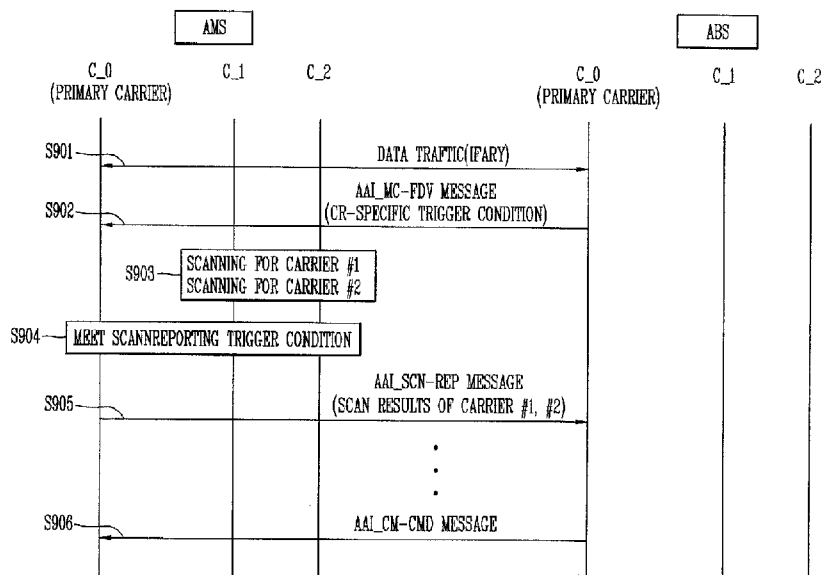 AMS
ABS
C_0
C_1
C_2
C_0
C_1
C_2
(PRIMARY CARRIER)
(PRIMARY CARRIER)
S901
DATA TRAFTIC(IFARY)
AAI_MC-FDV MESSAGE
S902
(CR-SPECIFIC TRIGGER CONDITION)
S903
SCANNING FOR CARRIER #1
SCANNING FOR CARRIER #2
S904
MEET SCANNREPORTING TRIGGER CONDITION
AAI_SCN-REP MESSAGE
S905
(SCAN RESULTS OF CARRIER #1, #2)
S906
AAI_CM-CMD MESSAGE